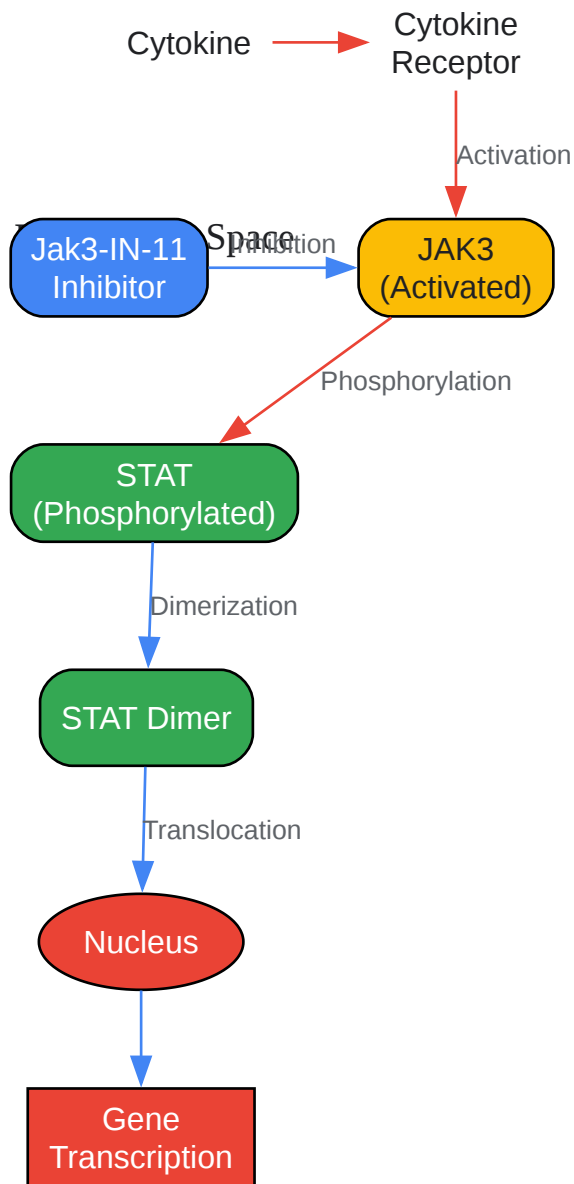 Cytokine
Cytokine
Receptor
Activation
Space
Inhibition
Jak3-IN-11
Inhibitor
JAK3
(Activated)
Phosphorylation
STAT
(Phosphorylated)
Dimerization
STAT Dimer
Translocation
Nucleus
Gene
Transcription